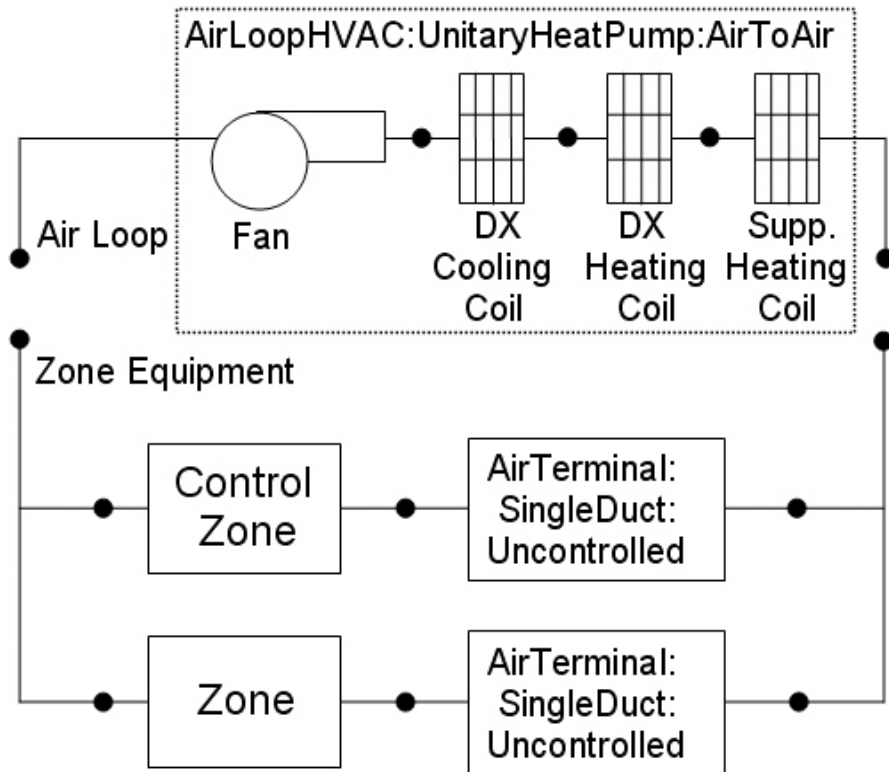 AirLoopHVAC:UnitaryHeatPump:AirToAir
Air Loop
Fan
DX
Cooling
Coil
DX
Heating
Coil
Supp.
Heating
Coil
Zone Equipment
Control
Zone
AirTerminal:
SingleDuct:
Uncontrolled
Zone
AirTerminal:
SingleDuct:
Uncontrolled